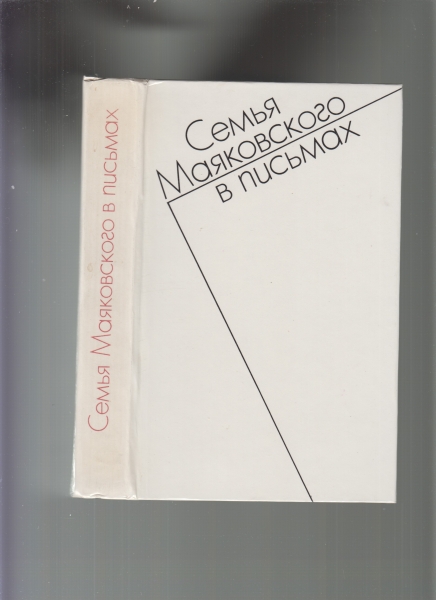 Семья Маяковского в письмах
Семья
Маяковского
в письмах